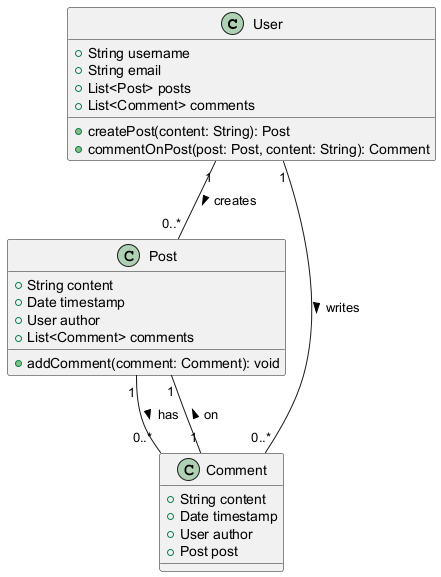 C User
String username
String email
List<Post> posts
List<Comment> comments
createPost(content: String): Post
commentOnPost(post: Post, content: String): Comment
1
1
creates
0..*
C Post
String content
Date timestamp
User author
List<Comment> comments
addComment(comment: Comment): void
writes
1
1
has
on
0..*
1
0..*
C Comment
String content
Date timestamp
User author
Post post